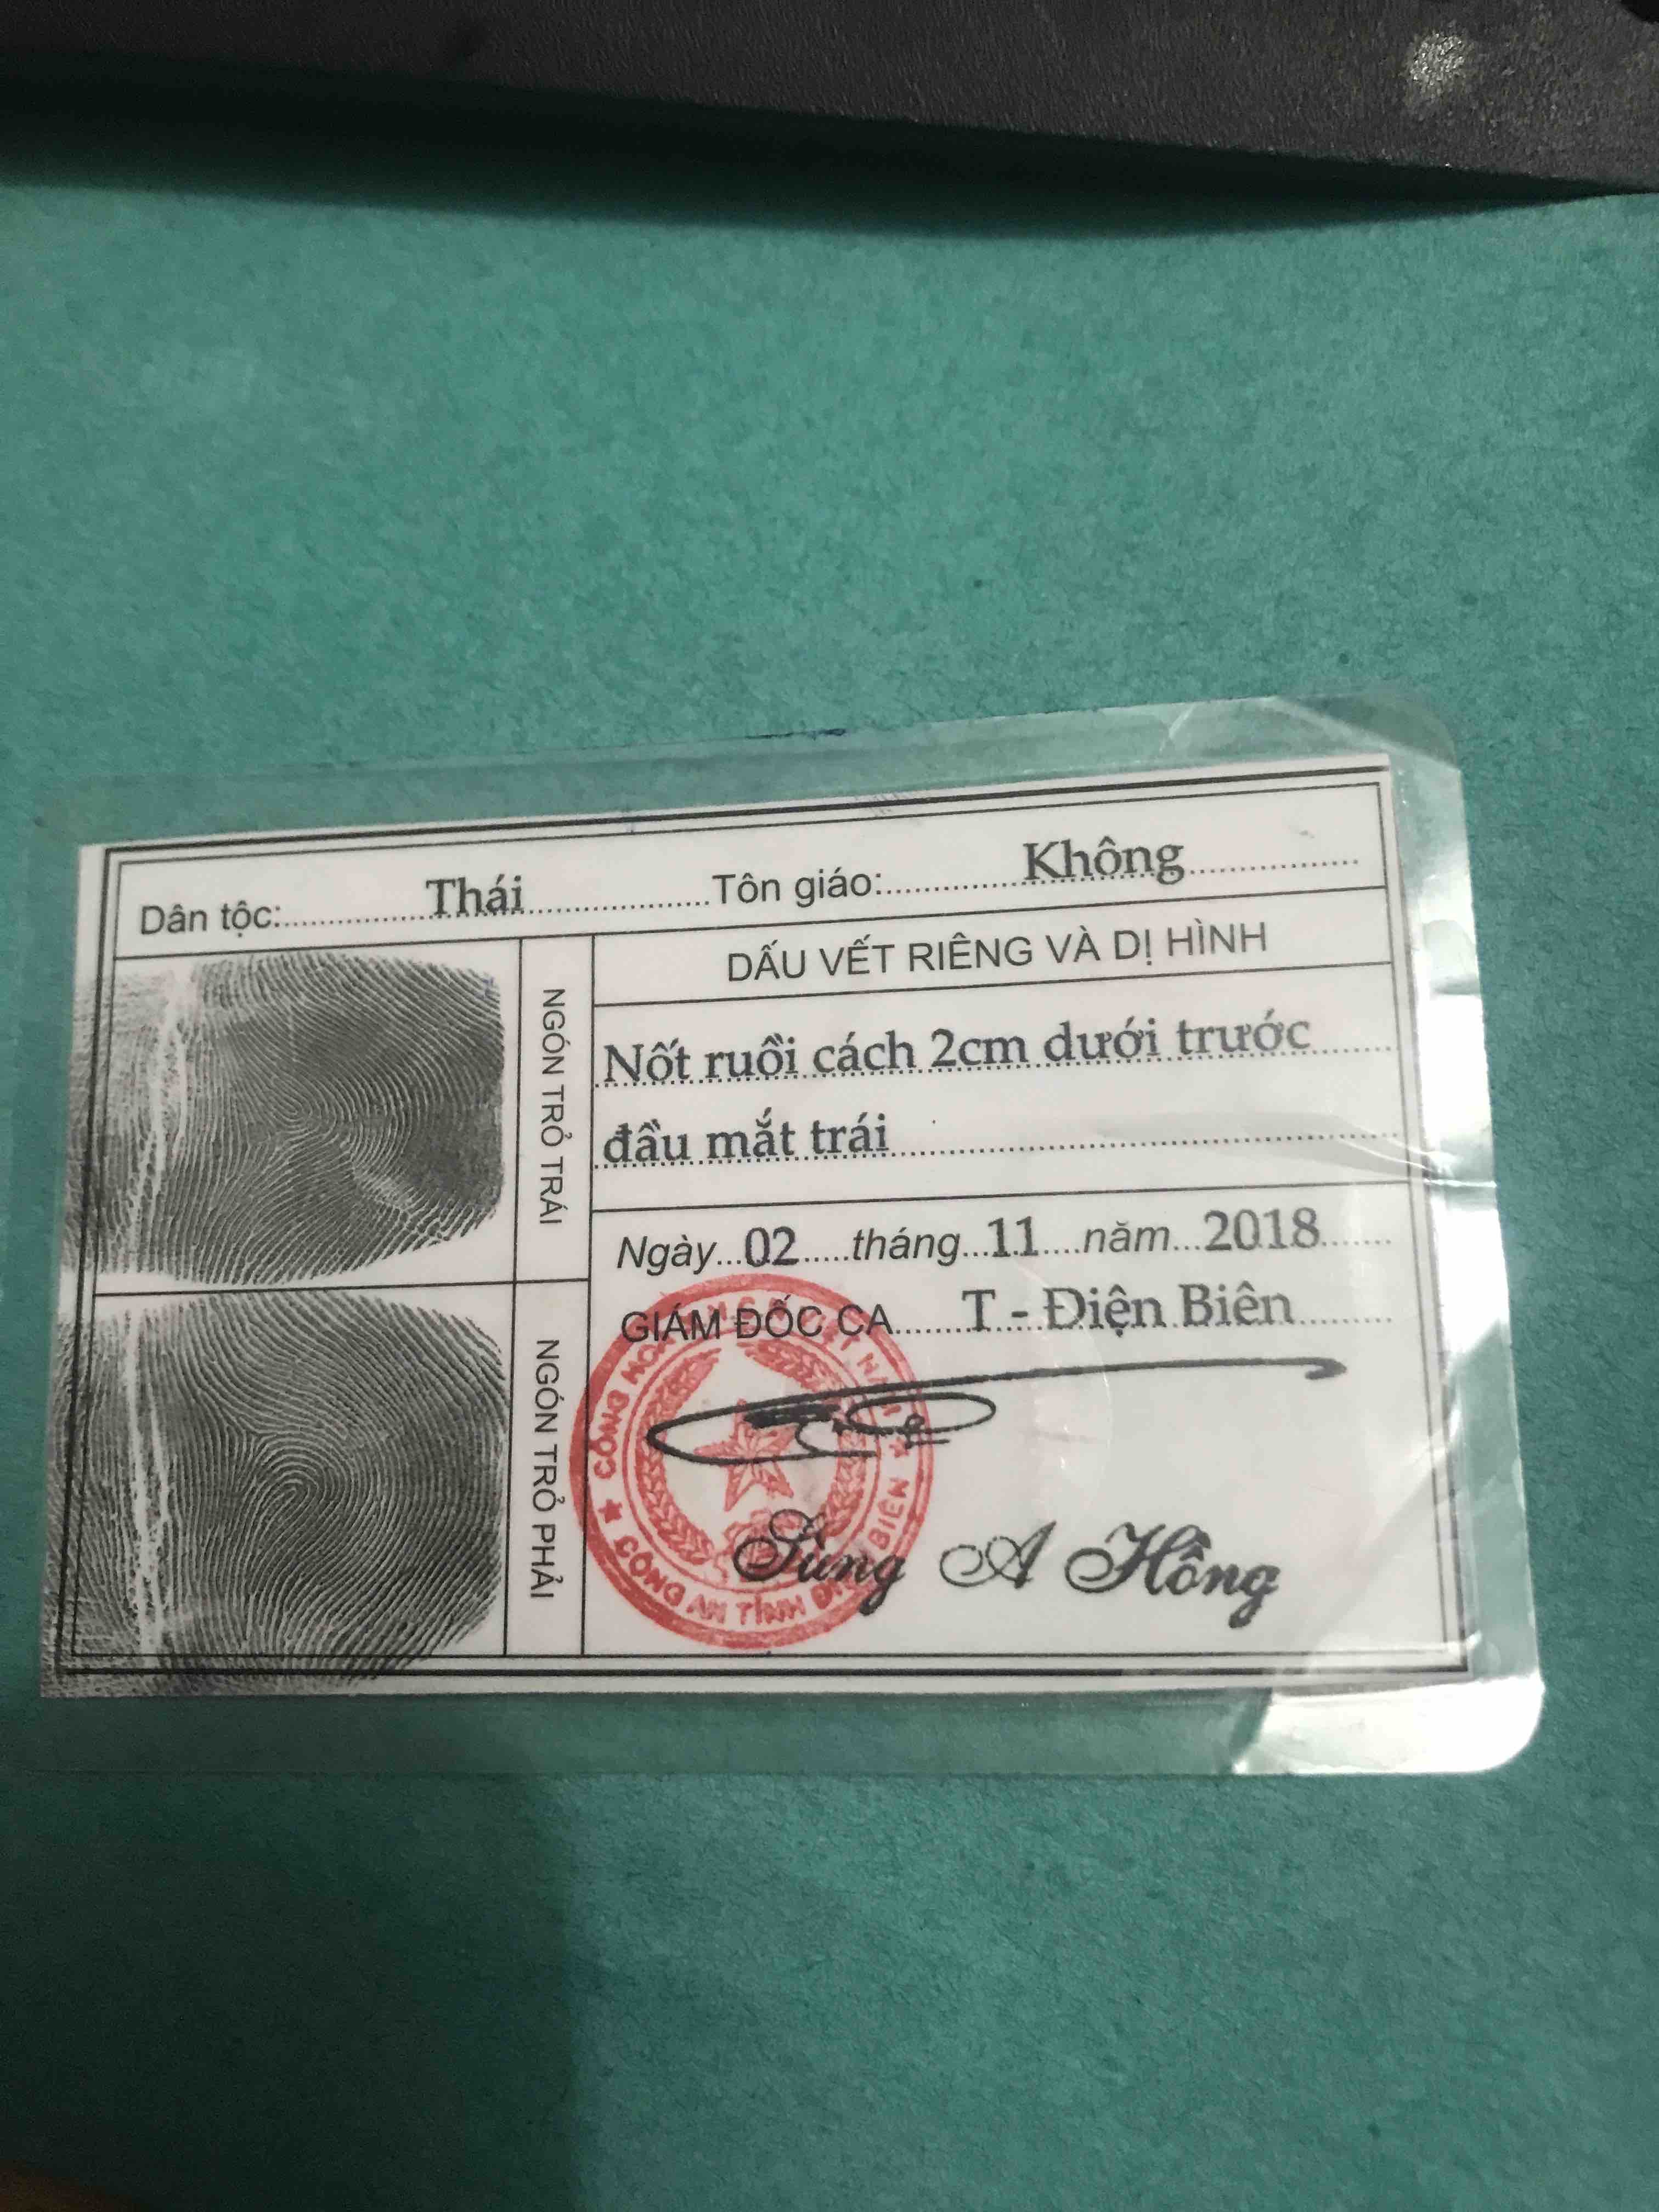 Dân tộc: Thái Tôn giáo: Không
NGÓN TRỎ TRÁI
DẤU VẾT RIÊNG VÀ DỊ HÌNH
Nốt ruồi cách 2cm dưới trước
đầu mắt trái
Ngày 02 tháng 11 năm 2018
GIÁM ĐỐC CA T - Điện Biên
NGÓN TRỎ PHẢI
CÔNG AN TỈNH BIÊN
Sùng A Hồng